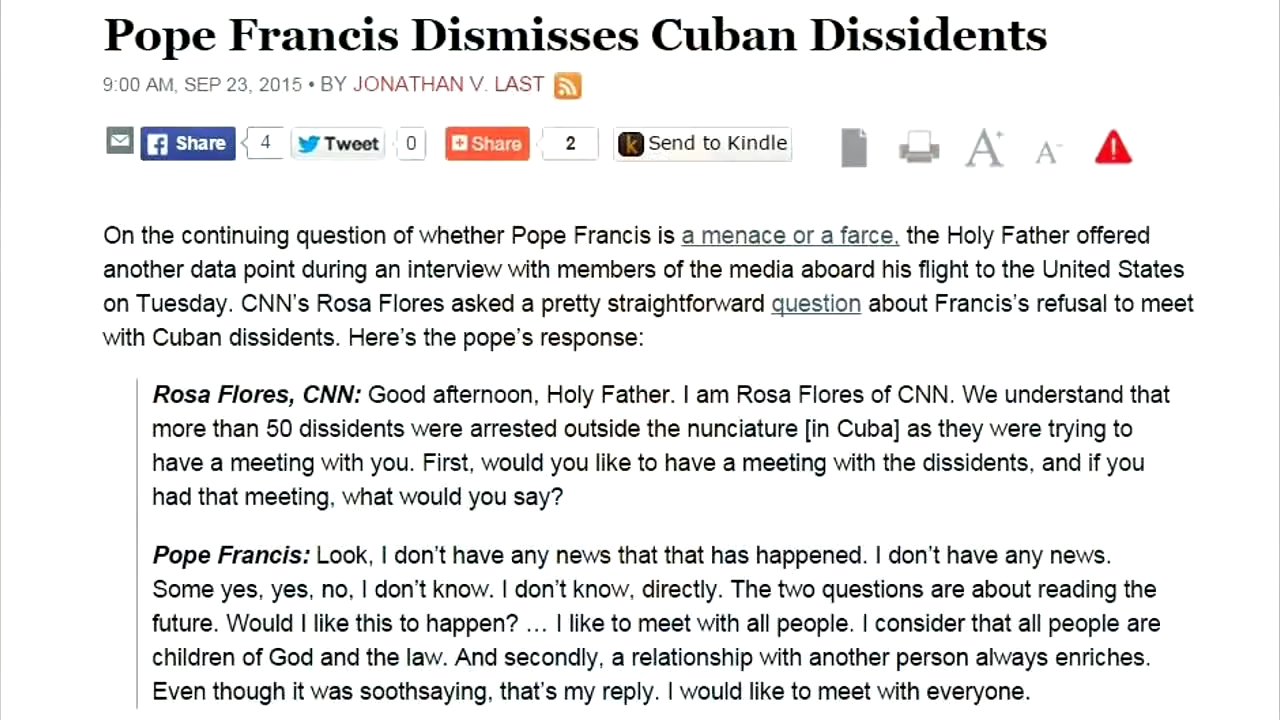 Pope Francis Dismisses Cuban Dissidents
9:00 AM, SEP 23, 2015 • BY JONATHAN V. LAST
Share 4 Tweet 0 Share 2 Send to Kindle A+ A-
On the continuing question of whether Pope Francis is a menace or a farce, the Holy Father offered
another data point during an interview with members of the media aboard his flight to the United States
on Tuesday. CNN’s Rosa Flores asked a pretty straightforward question about Francis’s refusal to meet
with Cuban dissidents. Here’s the pope’s response:
Rosa Flores, CNN: Good afternoon, Holy Father. I am Rosa Flores of CNN. We understand that
more than 50 dissidents were arrested outside the nunciature [in Cuba] as they were trying to
have a meeting with you. First, would you like to have a meeting with the dissidents, and if you
had that meeting, what would you say?
Pope Francis: Look, I don’t have any news that that has happened. I don’t have any news.
Some yes, yes, no, I don’t know. I don’t know, directly. The two questions are about reading the
future. Would I like this to happen? … I like to meet with all people. I consider that all people are
children of God and the law. And secondly, a relationship with another person always enriches.
Even though it was soothsaying, that’s my reply. I would like to meet with everyone.